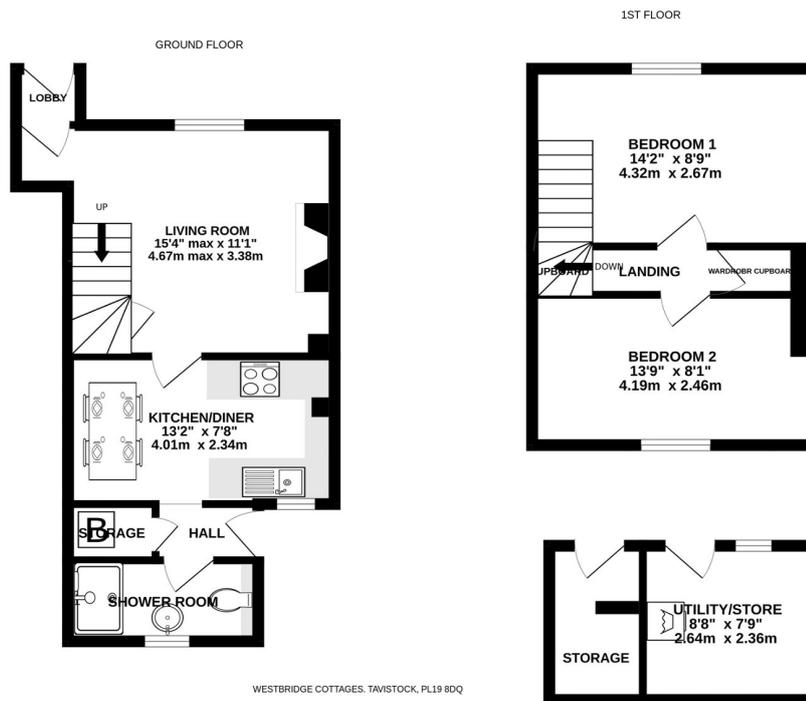 GROUND FLOOR
LOBBY
UP
LIVING ROOM
15'4" max x 11'1"
4.67m max x 3.38m
KITCHEN/DINER
13'2" x 7'8"
4.01m x 2.34m
B
STORAGE
HALL
SHOWER ROOM
1ST FLOOR
BEDROOM 1
14'2" x 8'9"
4.32m x 2.67m
DOWN
LANDING
WARDROBR CUPBOAR
BEDROOM 2
13'9" x 8'1"
4.19m x 2.46m
UTILITY/STORE
8'8" x 7'9"
2.64m x 2.36m
STORAGE
WESTBRIDGE COTTAGES. TAVISTOCK, PL19 8DQ